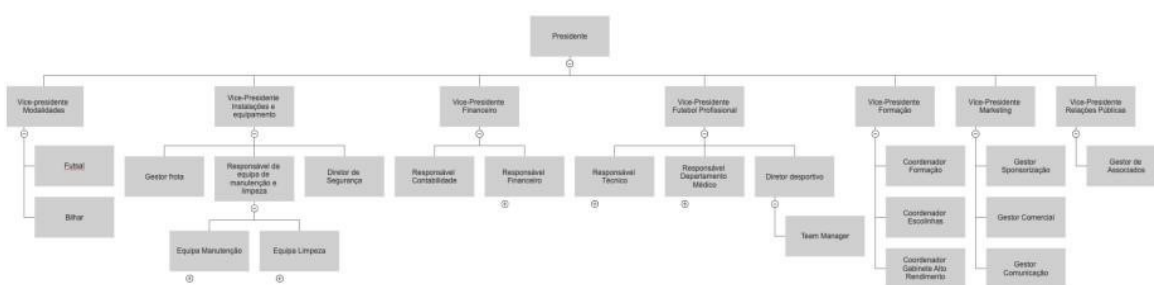 Presidente
Vice-presidente
Modalidades
Vice-Presidente
Instalações e
equipamento
Vice-Presidente
Financeiro
Vice-Presidente
Futebol Profissional
Vice-Presidente
Formação
Vice-Presidente
Marketing
Vice-Presidente
Relações Públicas
Futsal
Bilhar
Gestor frota
Responsável de
equipa de
manutenção e
limpeza
Diretor de
Segurança
Equipa Manutenção
Equipa Limpeza
Responsável
Contabilidade
Responsável
Financeiro
Responsável
Técnico
Responsável
Departamento
Médico
Diretor desportivo
Team Manager
Coordenador
Formação
Coordenador
Escolinhas
Coordenador
Gabinete Alto
Rendimento
Gestor
Sponsorização
Gestor Comercial
Gestor
Comunicação
Gestor de
Associados